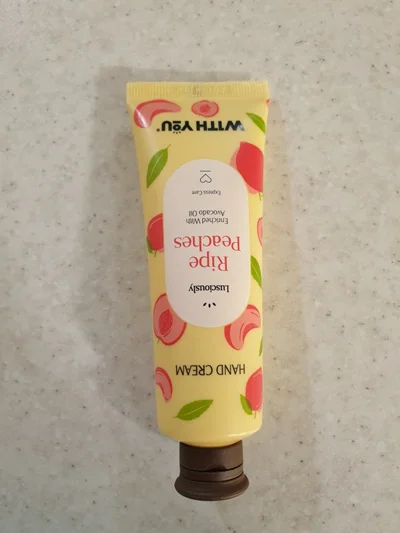 WITH YOU
HAND CREAM
Lusciously
Ripe
Peaches
Enriched With
Avocado Oil
Express Care